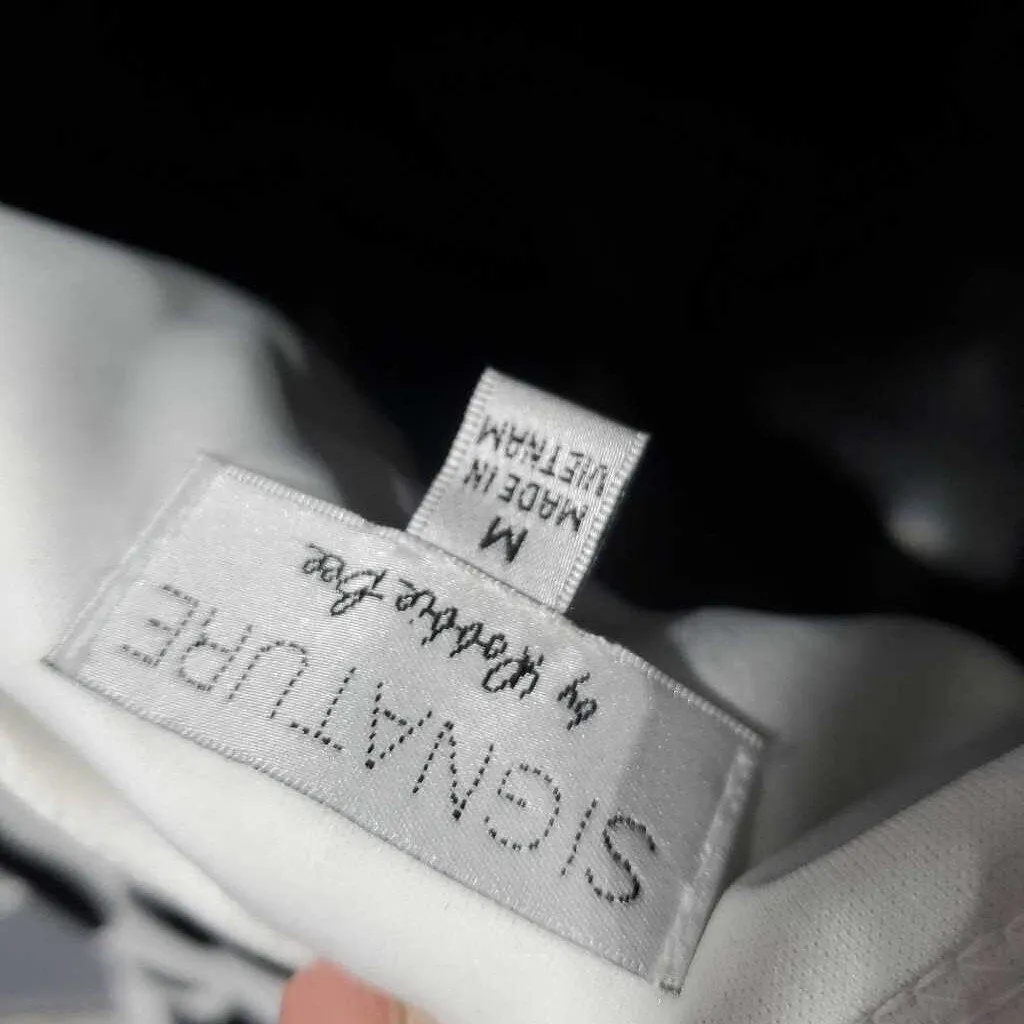 SIGNATURE
by Robbie Bee
M
MADE IN
VIETNAM